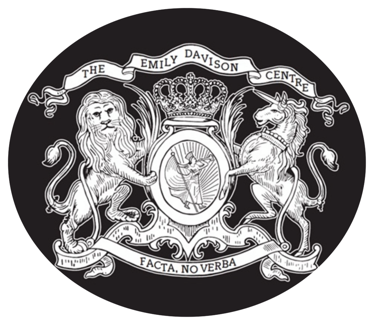 THE EMILY DAVISON CENTRE
FACTA, NO VERBA